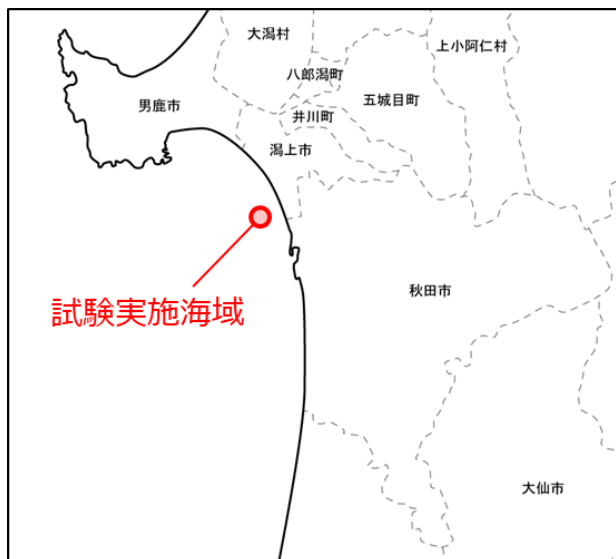 大潟村
上小阿仁村
八郎潟町
男鹿市
五城目町
井川町
潟上市
秋田市
試験実施海域
大仙市